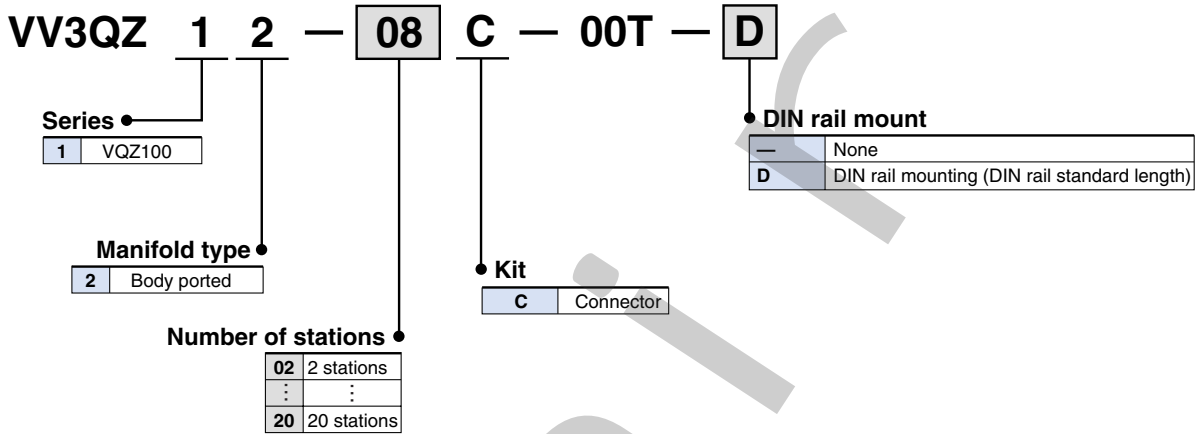 VV3QZ 1 2 — 08 C — 00T — D
Series
1 VQZ100
Manifold type
2 Body ported
Number of stations
02 2 stations
⋮ ⋮
20 20 stations
Kit
C Connector
DIN rail mount
— None
D DIN rail mounting (DIN rail standard length)